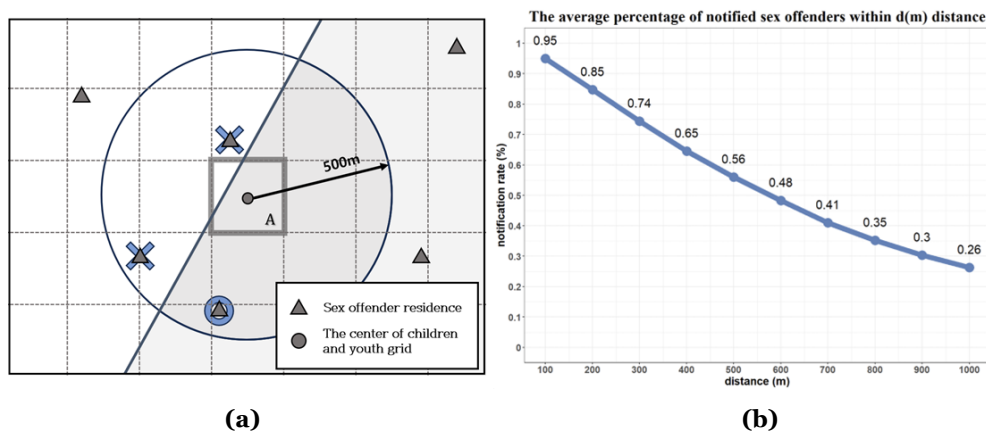 500m
A
Sex offender residence
The center of children
and youth grid
(a)
The average percentage of notified sex offenders within d(m) distance
notification rate (%)
1
0.9
0.8
0.7
0.6
0.5
0.4
0.3
0.2
0.1
0
0.95
0.85
0.74
0.65
0.56
0.48
0.41
0.35
0.3
0.26
100 200 300 400 500 600 700 800 900 1000
distance (m)
(b)